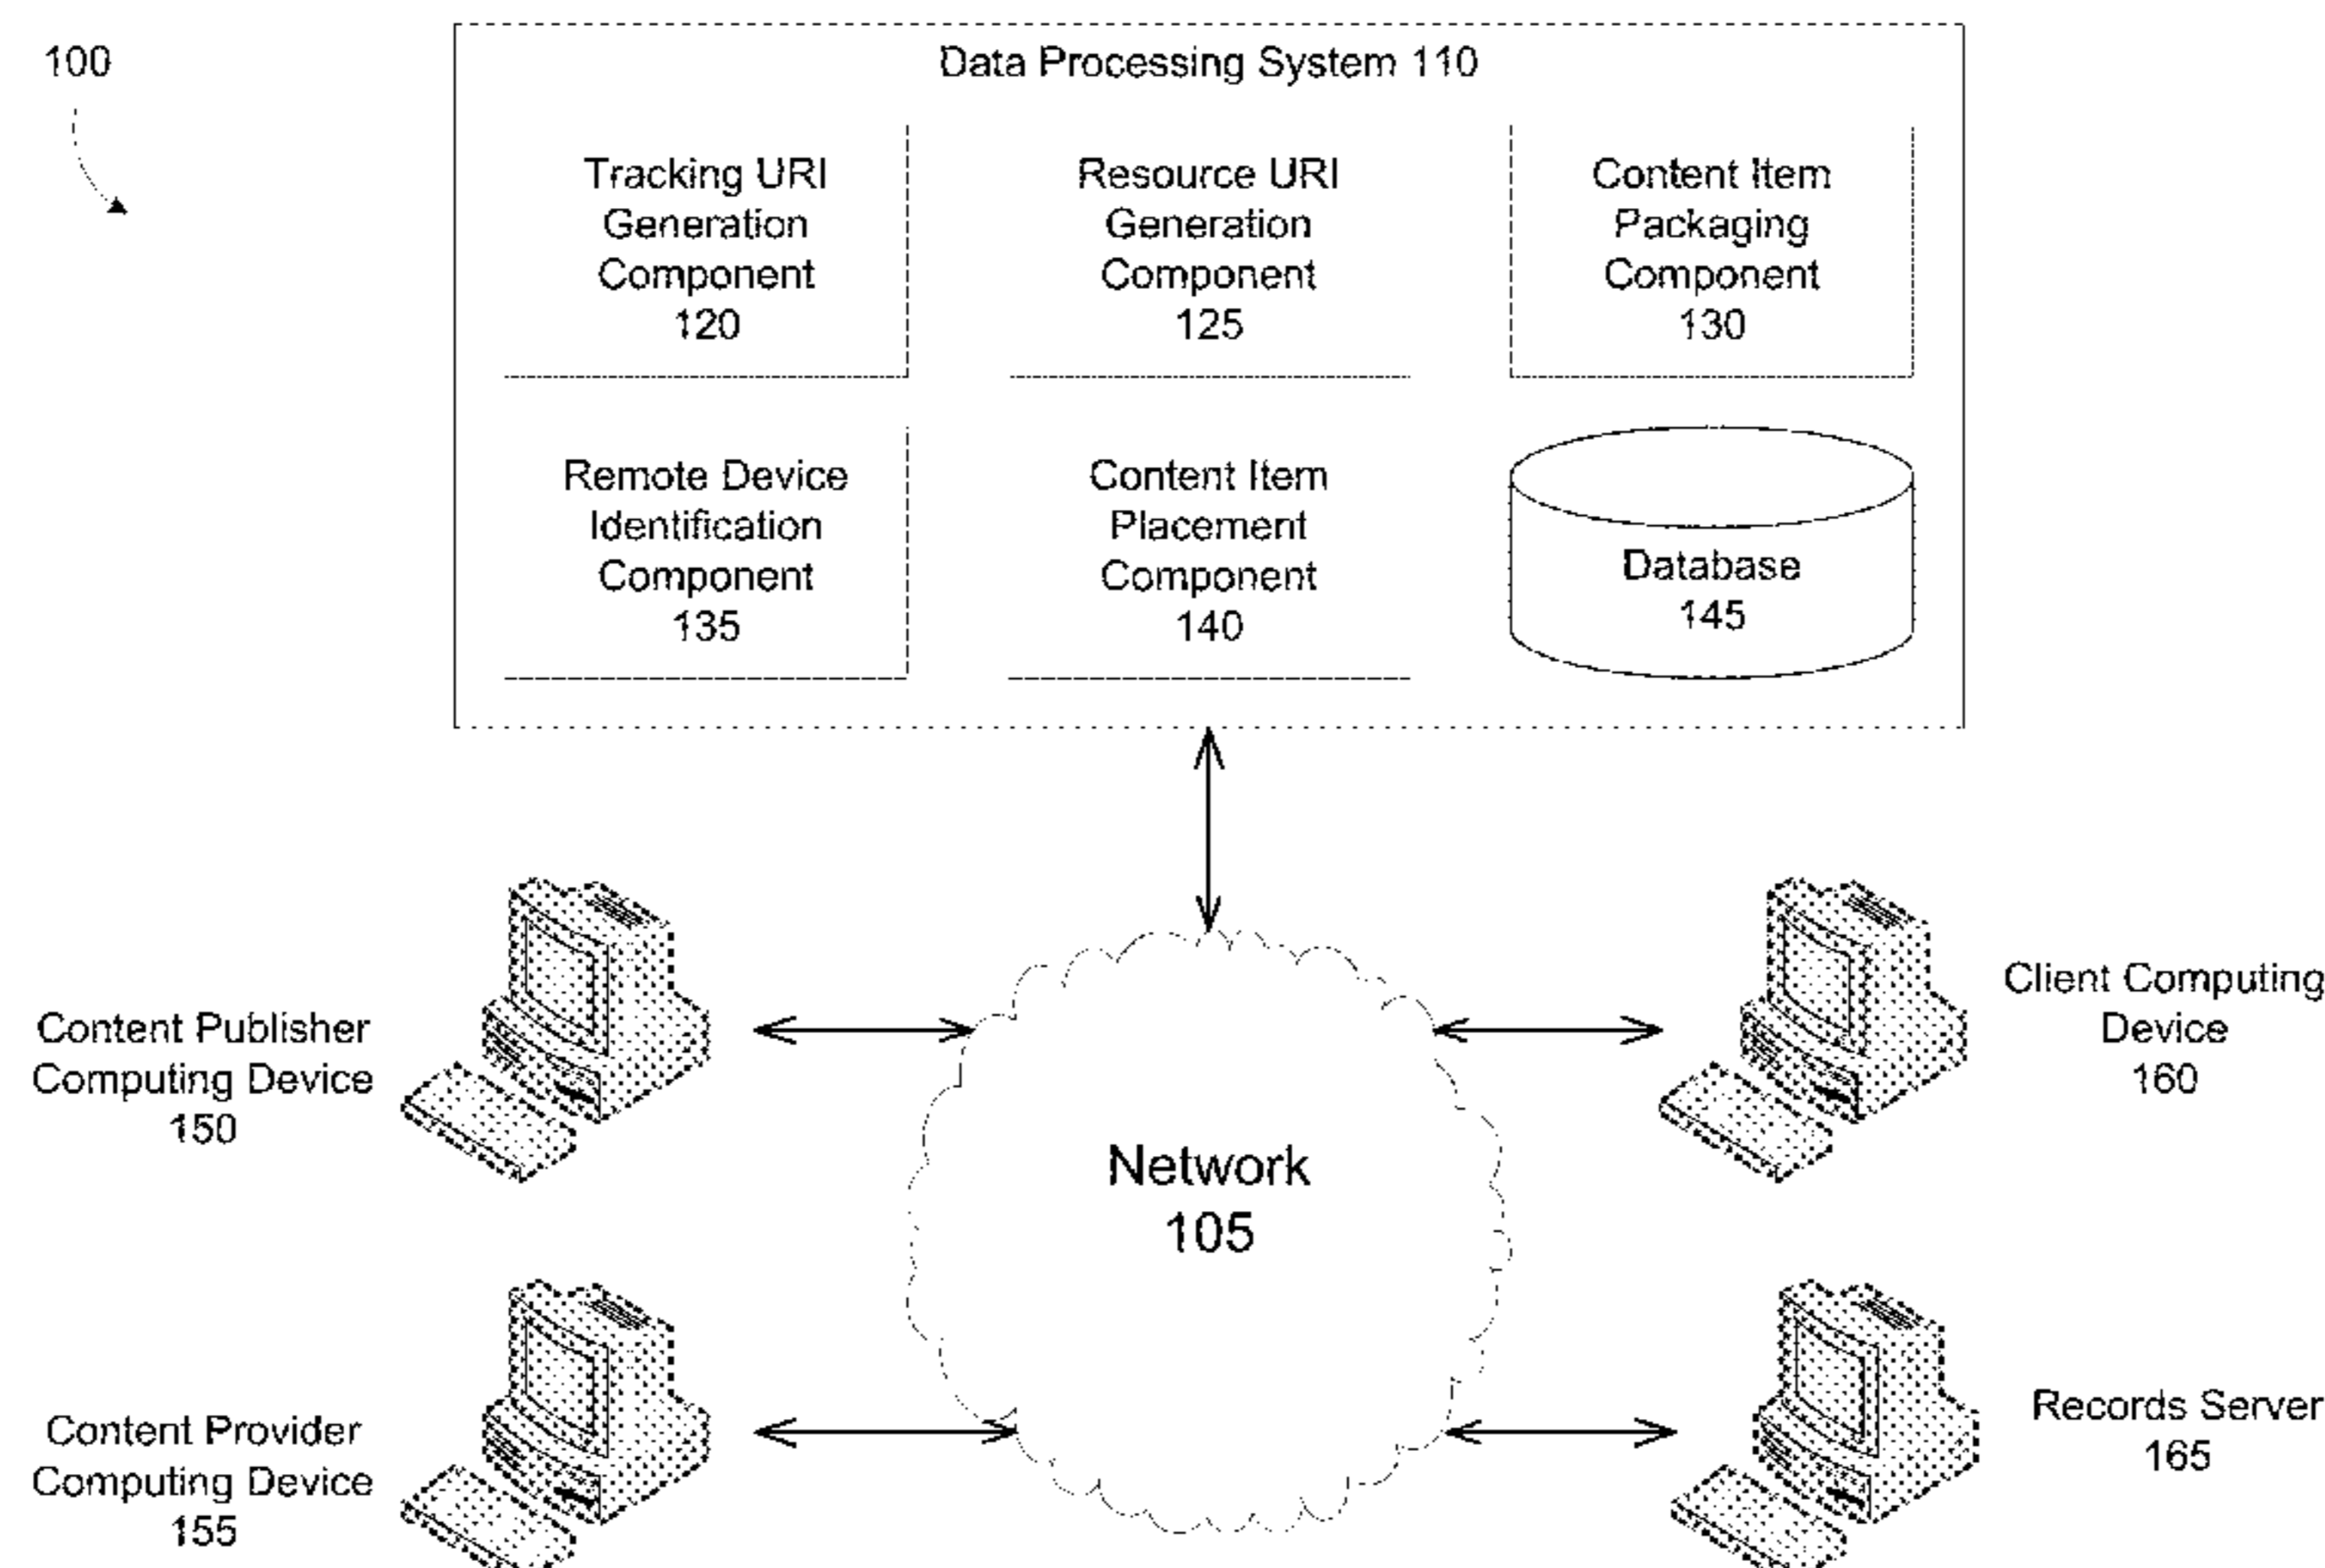 100
Data Processing System 110
Tracking URI
Generation
Component
120
Resource URI
Generation
Component
125
Content Item
Packaging
Component
130
Remote Device
Identification
Component
135
Content Item
Placement
Component
140
Database
145
Content Publisher
Computing Device
150
Client Computing
Device
160
Network
105
Content Provider
Computing Device
155
Records Server
165